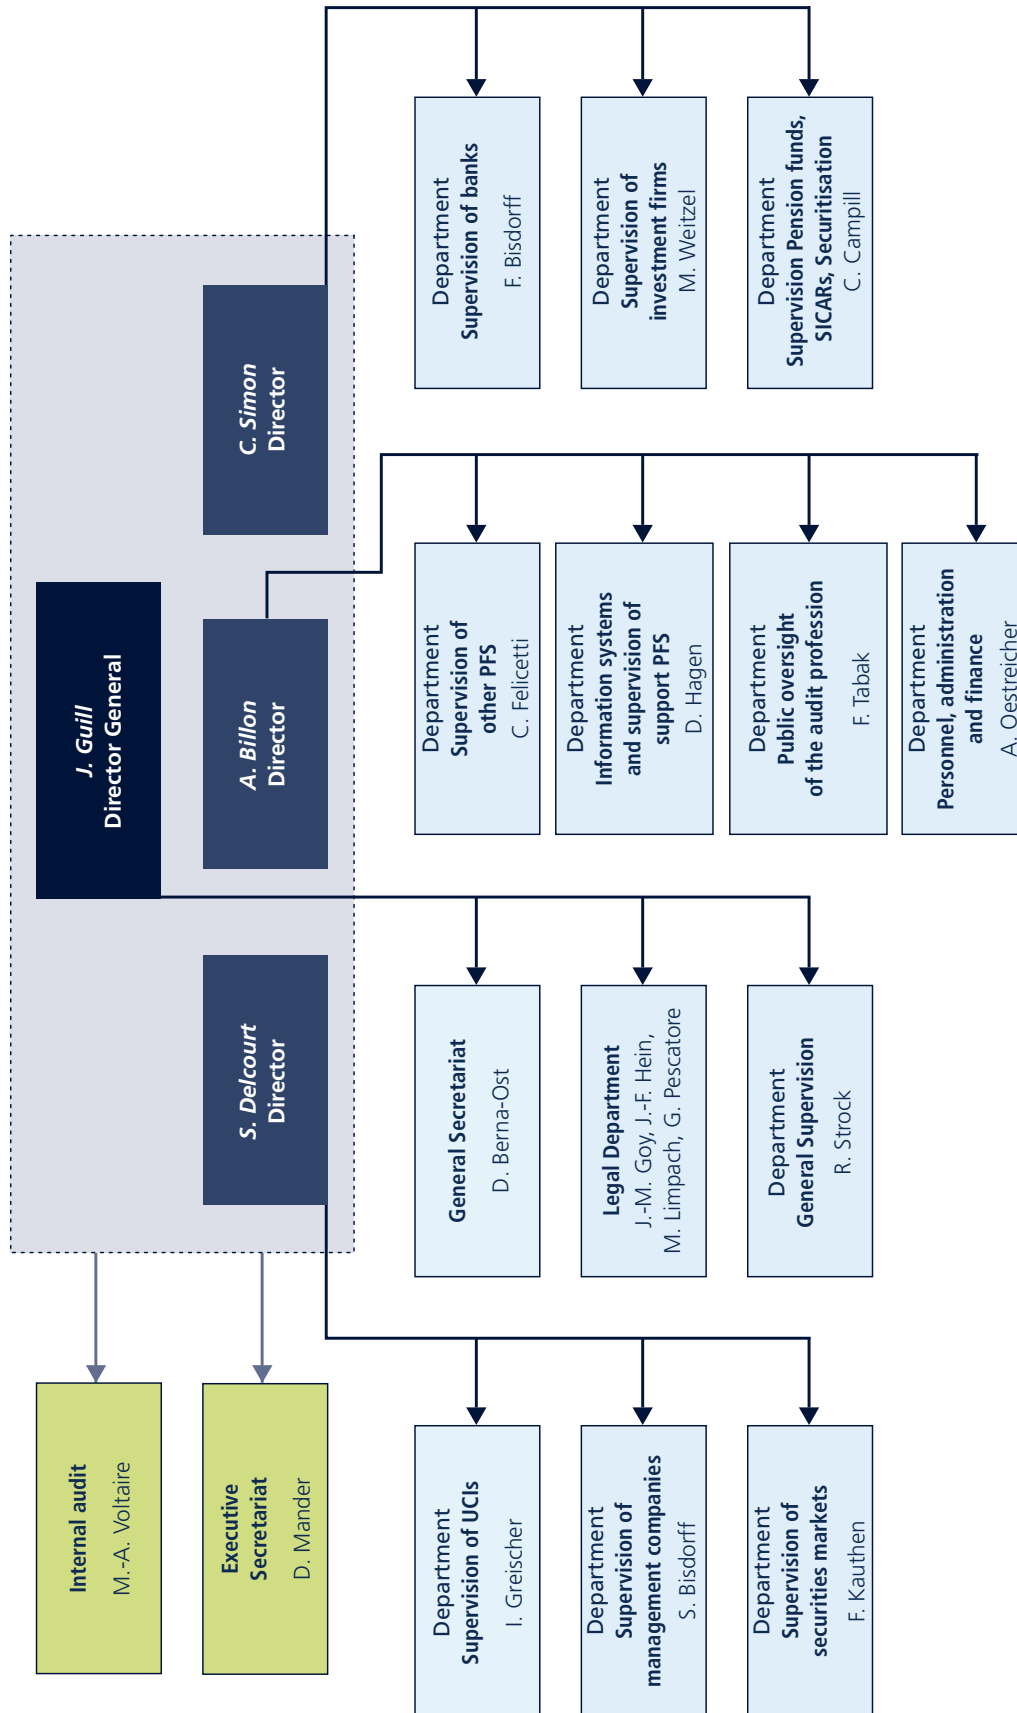 Internal audit
M.-A. Voltaire
Executive
Secretariat
D. Mander
J. Guill
Director General
S. Delcourt
Director
A. Billon
Director
C. Simon
Director
Department
Supervision of UCIs
I. Greischer
Department
Supervision of
management companies
S. Bisdorff
Department
Supervision of
securities markets
F. Kauthen
General Secretariat
D. Berna-Ost
Legal Department
J.-M. Goy, J.-F. Hein,
M. Limpach, G. Pescatore
Department
General Supervision
R. Strock
Department
Supervision of
other PFS
C. Felicetti
Department
Information systems
and supervision of
support PFS
D. Hagen
Department
Public oversight
of the audit profession
F. Tabak
Department
Personnel, administration
and finance
A. Oestreicher
Department
Supervision of banks
F. Bisdorff
Department
Supervision of
investment firms
M. Weitzel
Department
Supervision Pension funds,
SICARs, Securitisation
C. Campill